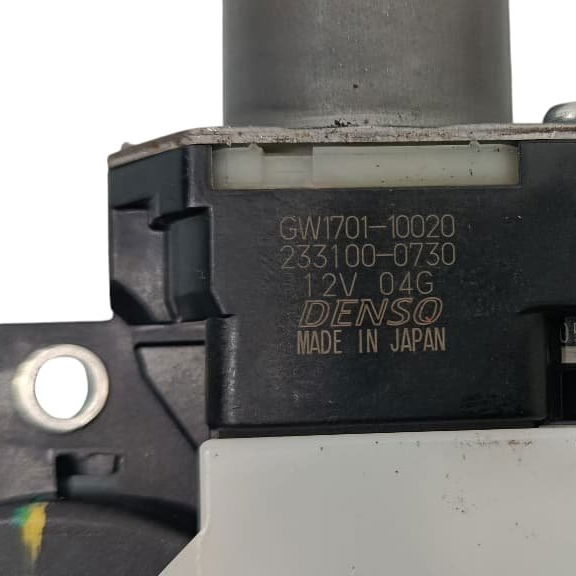 GW1701-10020
233100-0730
12V 04G
DENSO
MADE IN JAPAN